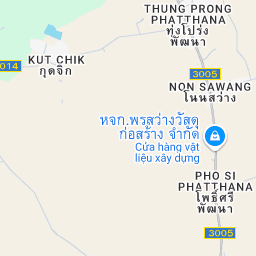 THUNG PRONG
PHATTHANA
ทุ่งโปร่ง
พัฒนา
014
KUT CHIK
กุดจิก
3005
NON SAWANG
โนนสว่าง
หจก.พรสว่างวัสดุ
ก่อสร้าง จำกัด
Cửa hàng vật
liệu xây dựng
PHO SI
PHATTHANA
โพธิ์ศรี
พัฒนา
3005